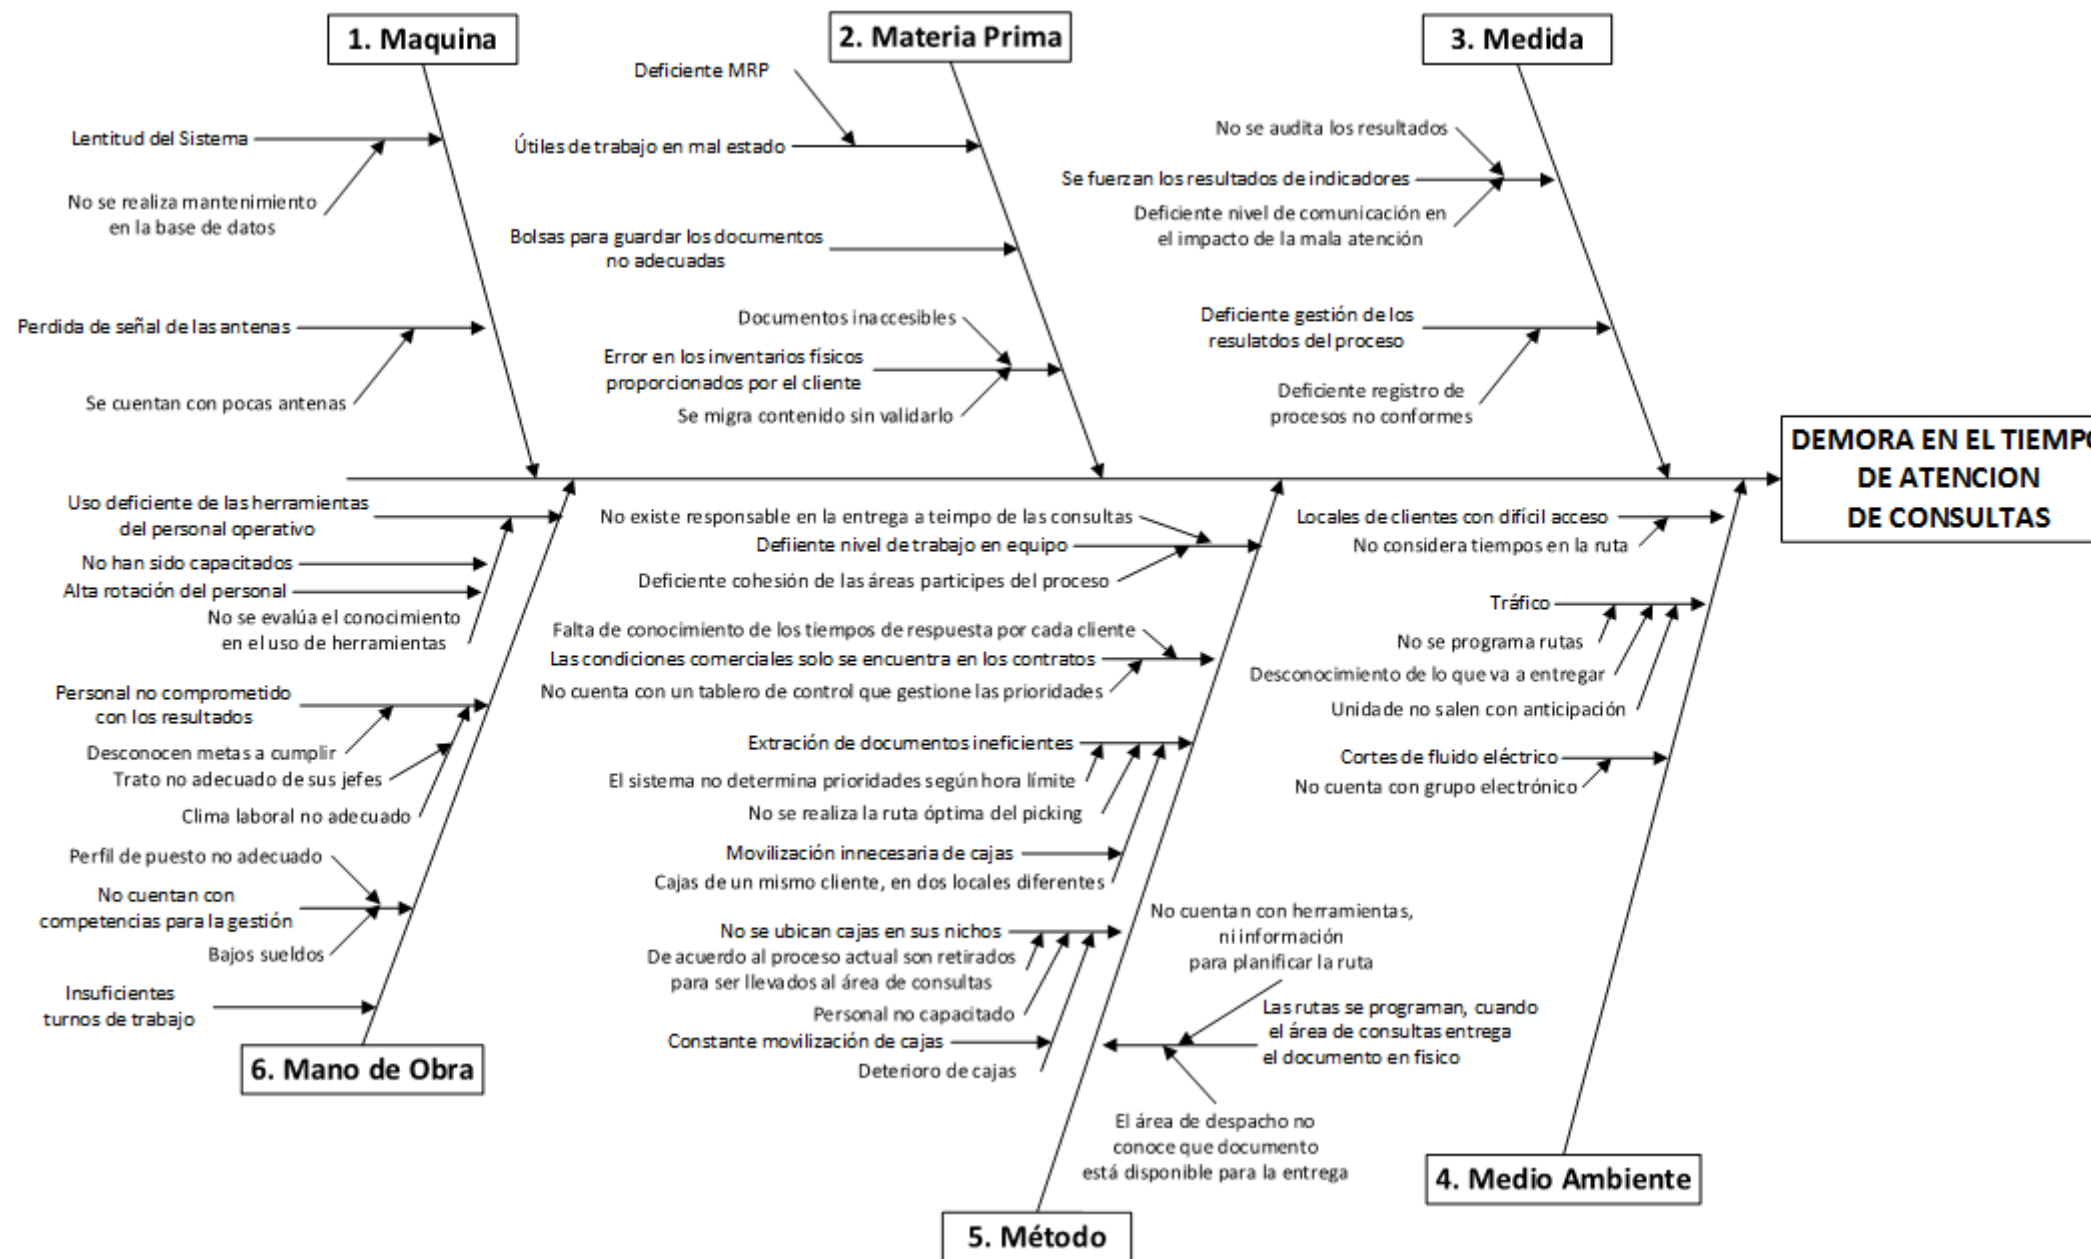 1. Maquina
2. Materia Prima
3. Medida
Lentitud del Sistema
No se realiza mantenimiento
en la base de datos
Perdida de señal de las antenas
Se cuentan con pocas antenas
Deficiente MRP
Útiles de trabajo en mal estado
Bolsas para guardar los documentos
no adecuadas
Documentos inaccesibles
Error en los inventarios físicos
proporcionados por el cliente
Se migra contenido sin validarlo
No se audita los resultados
Se fuerzan los resultados de indicadores
Deficiente nivel de comunicación en
el impacto de la mala atención
Deficiente gestión de los
resulatdos del proceso
Deficiente registro de
procesos no conformes
DEMORA EN EL TIEMPO
DE ATENCION
DE CONSULTAS
Uso deficiente de las herramientas
del personal operativo
No han sido capacitados
Alta rotación del personal
No se evalúa el conocimiento
en el uso de herramientas
Personal no comprometido
con los resultados
Desconocen metas a cumplir
Trato no adecuado de sus jefes
Clima laboral no adecuado
Perfil de puesto no adecuado
No cuentan con
competencias para la gestión
Bajos sueldos
Insuficientes
turnos de trabajo
6. Mano de Obra
No existe responsable en la entrega a teimpo de las consultas
Defiiente nivel de trabajo en equipo
Deficiente cohesión de las áreas participes del proceso
Falta de conocimiento de los tiempos de respuesta por cada cliente
Las condiciones comerciales solo se encuentra en los contratos
No cuenta con un tablero de control que gestione las prioridades
Extración de documentos ineficientes
El sistema no determina prioridades según hora límite
No se realiza la ruta óptima del picking
Movilización innecesaria de cajas
Cajas de un mismo cliente, en dos locales diferentes
No se ubican cajas en sus nichos
De acuerdo al proceso actual son retirados
para ser llevados al área de consultas
Personal no capacitado
Constante movilización de cajas
Deterioro de cajas
No cuentan con herramientas,
ni información
para planificar la ruta
Las rutas se programan, cuando
el área de consultas entrega
el documento en fisico
El área de despacho no
conoce que documento
está disponible para la entrega
5. Método
Locales de clientes con difícil acceso
No considera tiempos en la ruta
Tráfico
No se programa rutas
Desconocimiento de lo que va a entregar
Unidade no salen con anticipación
Cortes de fluido eléctrico
No cuenta con grupo electrónico
4. Medio Ambiente